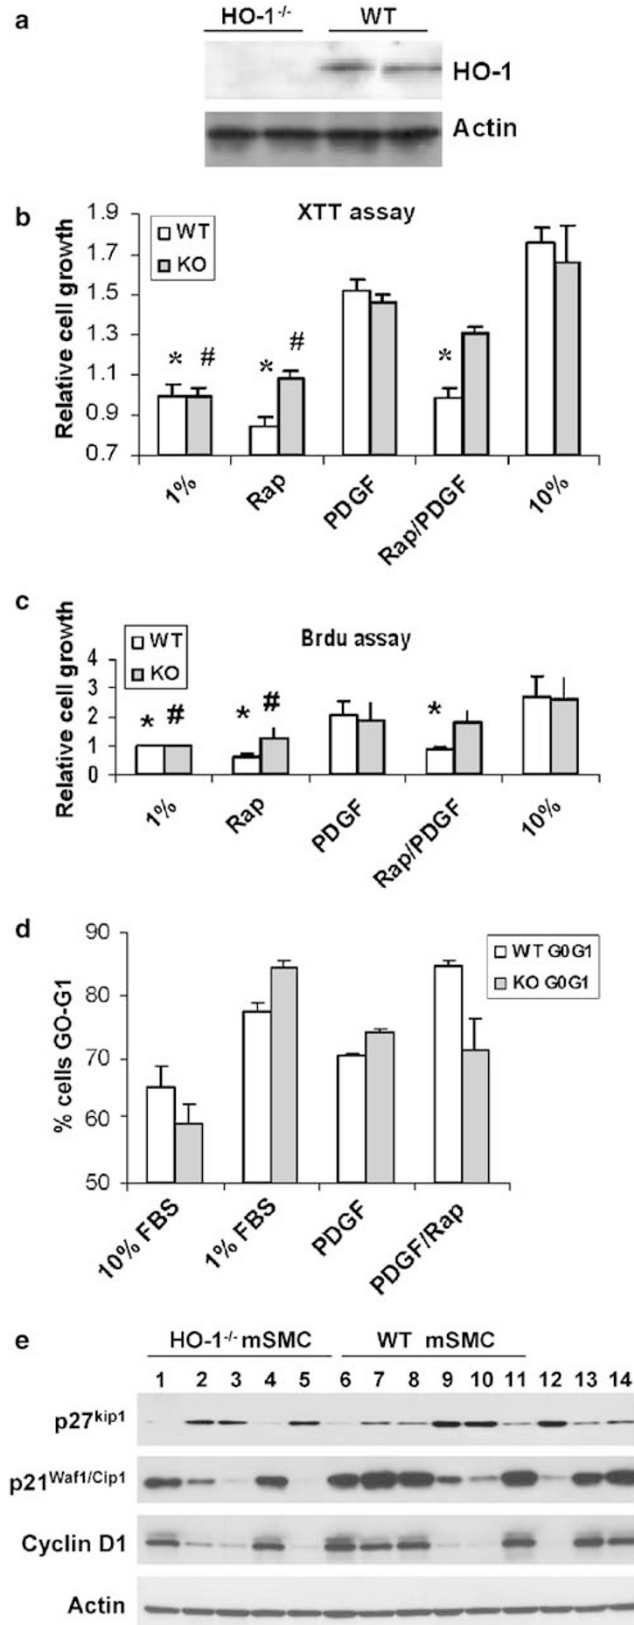 a
HO-1-/- WT
HO-1
Actin
b
XTT assay
WT
KO
Relative cell growth
1.9
1.7
1.5
1.3
1.1
0.9
0.7
* # * # *
1% Rap PDGF Rap/PDGF 10%
c
Brdu assay
WT
KO
Relative cell growth
4
3
2
1
0
* # * # *
1% Rap PDGF Rap/PDGF 10%
d
WT G0G1
KO G0G1
% cells GO-G1
90
80
70
60
50
10% FBS 1% FBS PDGF PDGF/Rap
e
HO-1-/- mSMC WT mSMC
1 2 3 4 5 6 7 8 9 10 11 12 13 14
p27kip1
p21Waf1/Cip1
Cyclin D1
Actin